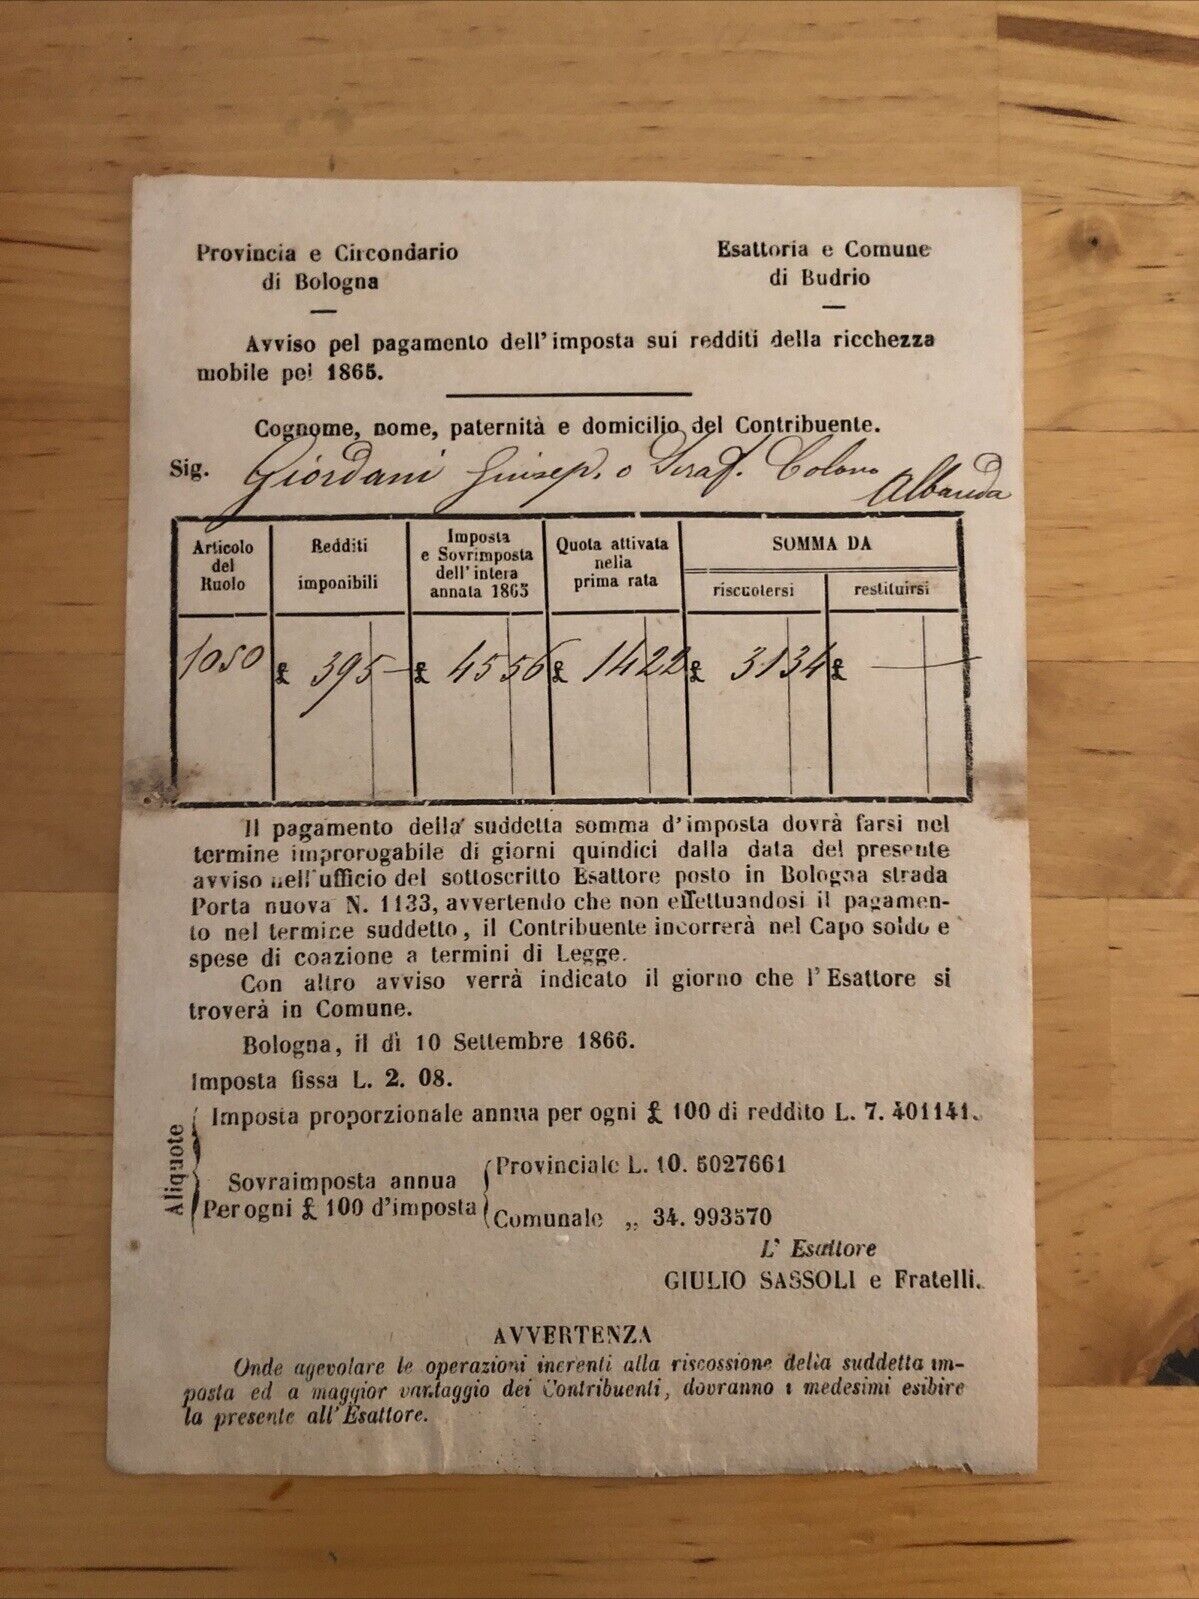 Provincia e Circondario
di Bologna
Esattoria e Comune
di Budrio
Avviso pel pagamento dell'imposta sui redditi della ricchezza
mobile pel 1865.
Cognome, nome, paternità e domicilio del Contribuente.
Sig. Giordani Giusep. o Seraf. Colono
Albarida
Articolo
del
Ruolo
Redditi
imponibili
Imposta
e Sovrimposta
dell'intera
annata 1865
Quota attivata
nella
prima rata
SOMMA DA
riscuotersi
restituirsi
1050 £ 395 — £ 45 56 £ 14 22 £ 31 34 £ —
Il pagamento della suddetta somma d'imposta dovrà farsi nel
termine improrogabile di giorni quindici dalla data del presente
avviso nell'ufficio del sottoscritto Esattore posto in Bologna strada
Porta nuova N. 1133, avvertendo che non effettuandosi il pagamen-
to nel termine suddetto, il Contribuente incorrerà nel Capo soldo e
spese di coazione a termini di Legge.
Con altro avviso verrà indicato il giorno che l'Esattore si
troverà in Comune.
Bologna, il dì 10 Settembre 1866.
Imposta fissa L. 2. 08.
Aliquote
Imposta proporzionale annua per ogni £ 100 di reddito L. 7. 401141.
Sovraimposta annua
Per ogni £ 100 d'imposta
Provinciale L. 10. 5027661
Comunale „ 34. 993570
L' Esattore
GIULIO SASSOLI e Fratelli.
AVVERTENZA
Onde agevolare le operazioni inerenti alla riscossione della suddetta im-
posta ed a maggior vantaggio dei Contribuenti, dovranno i medesimi esibire
la presente all'Esattore.